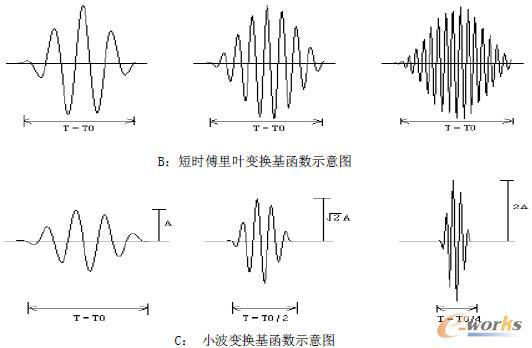 T-T0 T-T0 T-T0
B: 短时傅里叶变换基函数示意图
A √2A 2A
T-T0 T-T0/2 T-T0/4
e-works
C: 小波变换基函数示意图